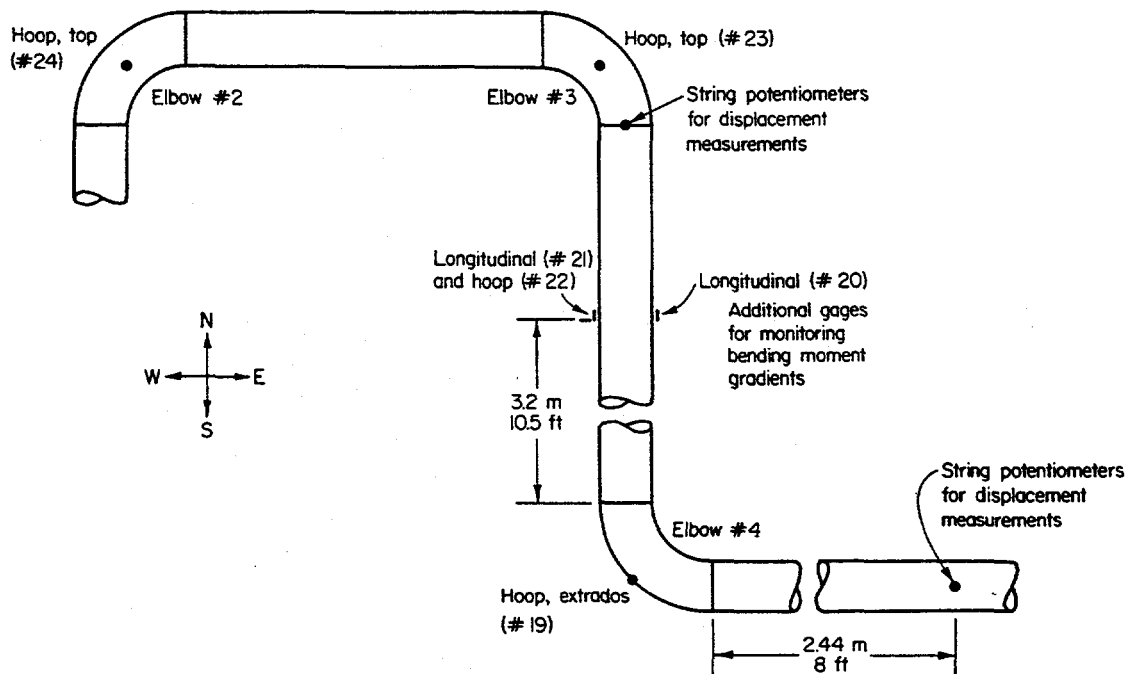 Hoop, top
(#24)
Hoop, top (#23)
Elbow #2
Elbow #3
String potentiometers
for displacement
measurements
Longitudinal (#21)
and hoop (#22)
Longitudinal (#20)
Additional gages
for monitoring
bending moment
gradients
N
W
E
S
3.2 m
10.5 ft
String potentiometers
for displacement
measurements
Elbow #4
Hoop, extrados
(#19)
2.44 m
8 ft